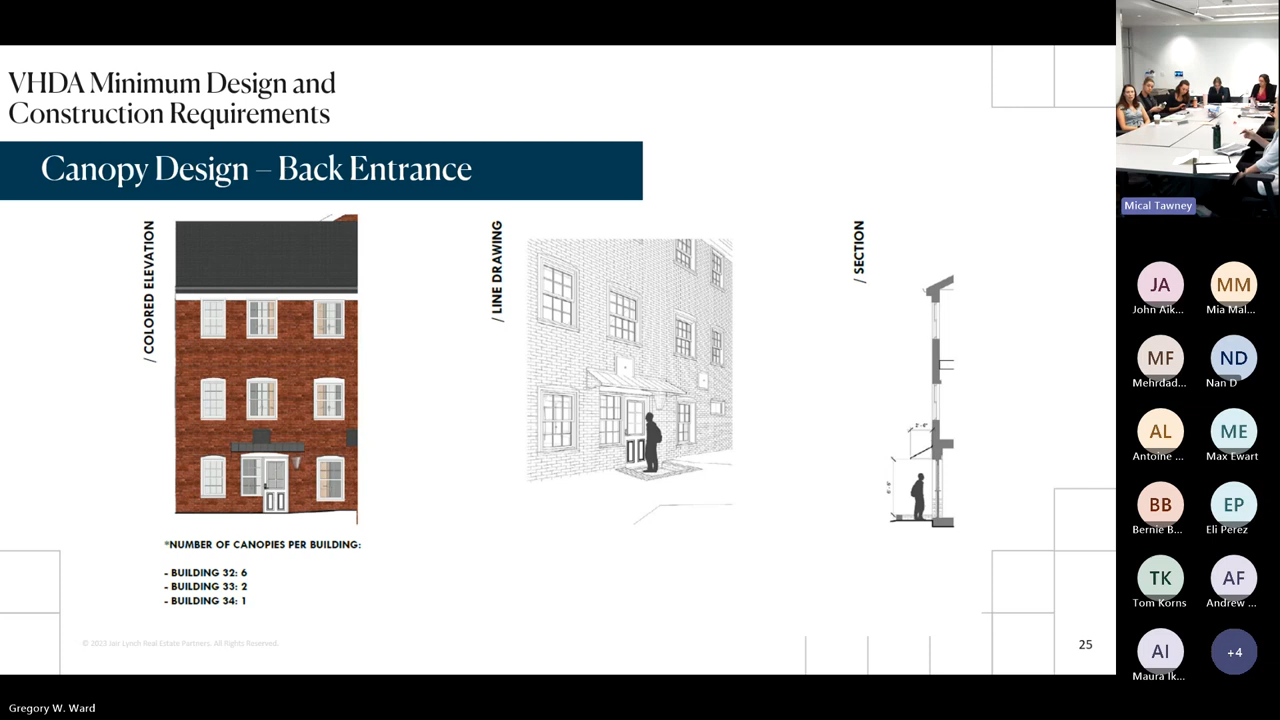 VHDA Minimum Design and
Construction Requirements
Canopy Design – Back Entrance
/ COLORED ELEVATION
/ LINE DRAWING
/ SECTION
2'-6"
*NUMBER OF CANOPIES PER BUILDING:
- BUILDING 32: 6
- BUILDING 33: 2
- BUILDING 34: 1
© 2023 Jair Lynch Real Estate Partners, All Rights Reserved.
25
Gregory W. Ward
Mical Tawney
JA
John Aik...
MM
Mia Mal...
MF
Mehrdad...
ND
Nan D
AL
Antoine ...
ME
Max Ewart
BB
Bernie B...
EP
Eli Perez
TK
Tom Korns
AF
Andrew ...
AI
Maura Ik...
+4